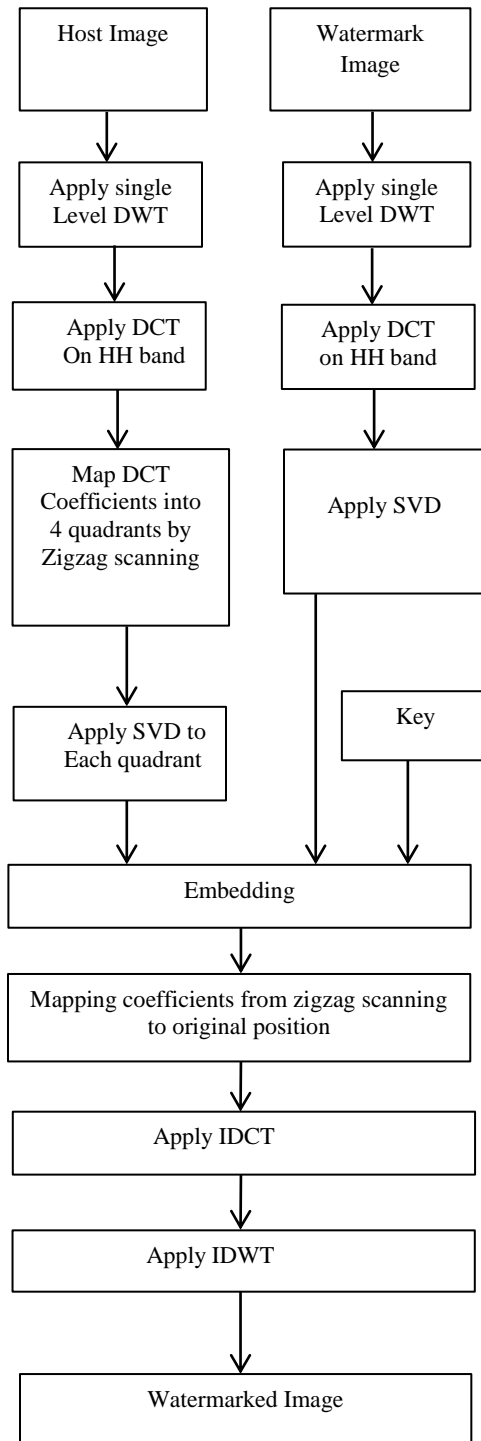 Host Image
Watermark
Image
Apply single
Level DWT
Apply single
Level DWT
Apply DCT
On HH band
Apply DCT
on HH band
Map DCT
Coefficients into
4 quadrants by
Zigzag scanning
Apply SVD
Apply SVD to
Each quadrant
Key
Embedding
Mapping coefficients from zigzag scanning
to original position
Apply IDCT
Apply IDWT
Watermarked Image